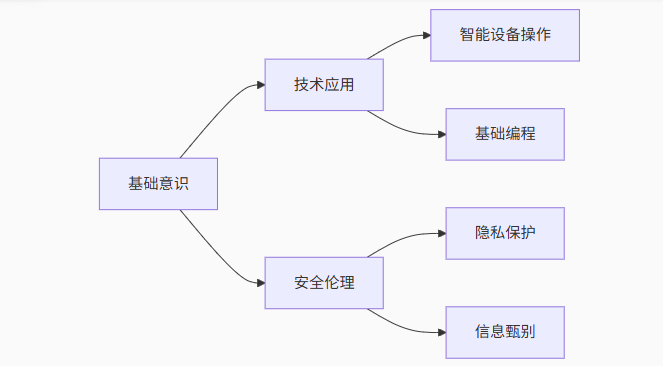 智能设备操作
技术应用
基础编程
基础意识
隐私保护
安全伦理
信息甄别